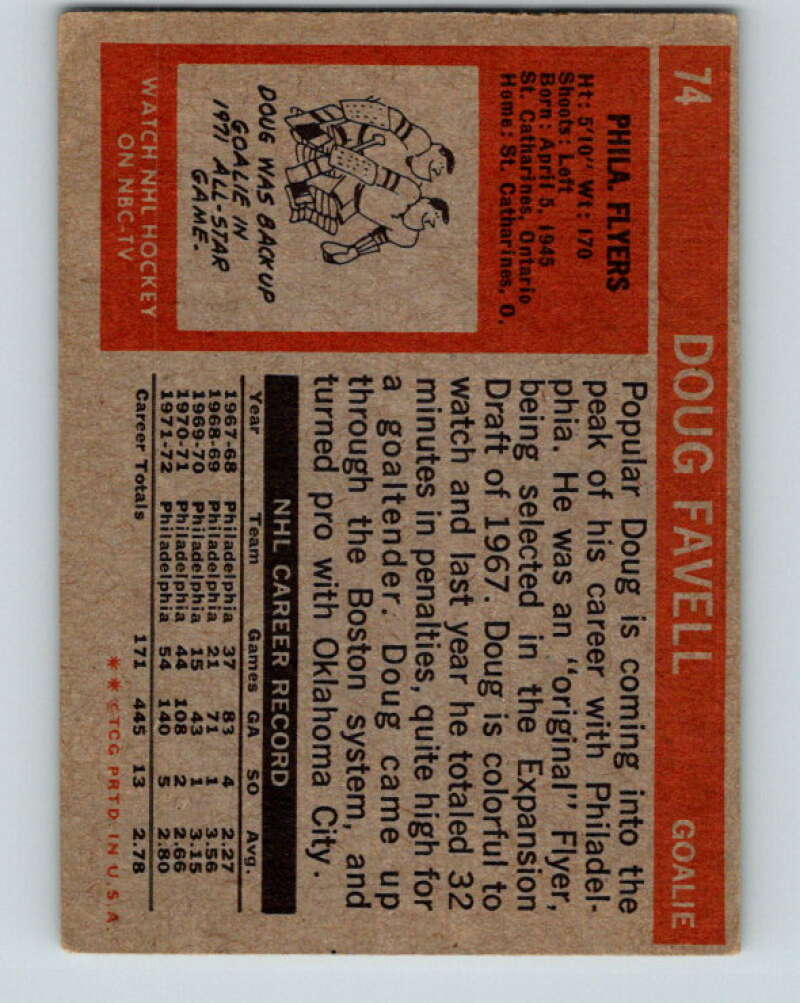 74 DOUG FAVELL GOALIE
PHILA. FLYERS
Ht: 5'10" Wt: 170
Shoots: Left
Born: April 5, 1945
St. Catharines, Ontario
Home: St. Catharines, O.
DOUG WAS BACKUP
GOALIE IN
1971 ALL-STAR
GAME.
WATCH NHL HOCKEY
ON NBC-TV
Popular Doug is coming into the
peak of his career with Philadel-
phia. He was an "original" Flyer,
being selected in the Expansion
Draft of 1967. Doug is colorful to
watch and last year he totaled 32
minutes in penalties, quite high for
a goaltender. Doug came up
through the Boston system, and
turned pro with Oklahoma City.
NHL CAREER RECORD
Year Team Games GA SO Avg.
1967-68 Philadelphia 37 83 4 2.27
1968-69 Philadelphia 21 71 1 3.56
1969-70 Philadelphia 15 43 1 3.15
1970-71 Philadelphia 44 108 2 2.66
1971-72 Philadelphia 54 140 5 2.80
Career Totals 171 445 13 2.78
** © TCG PRTD. IN U.S.A.